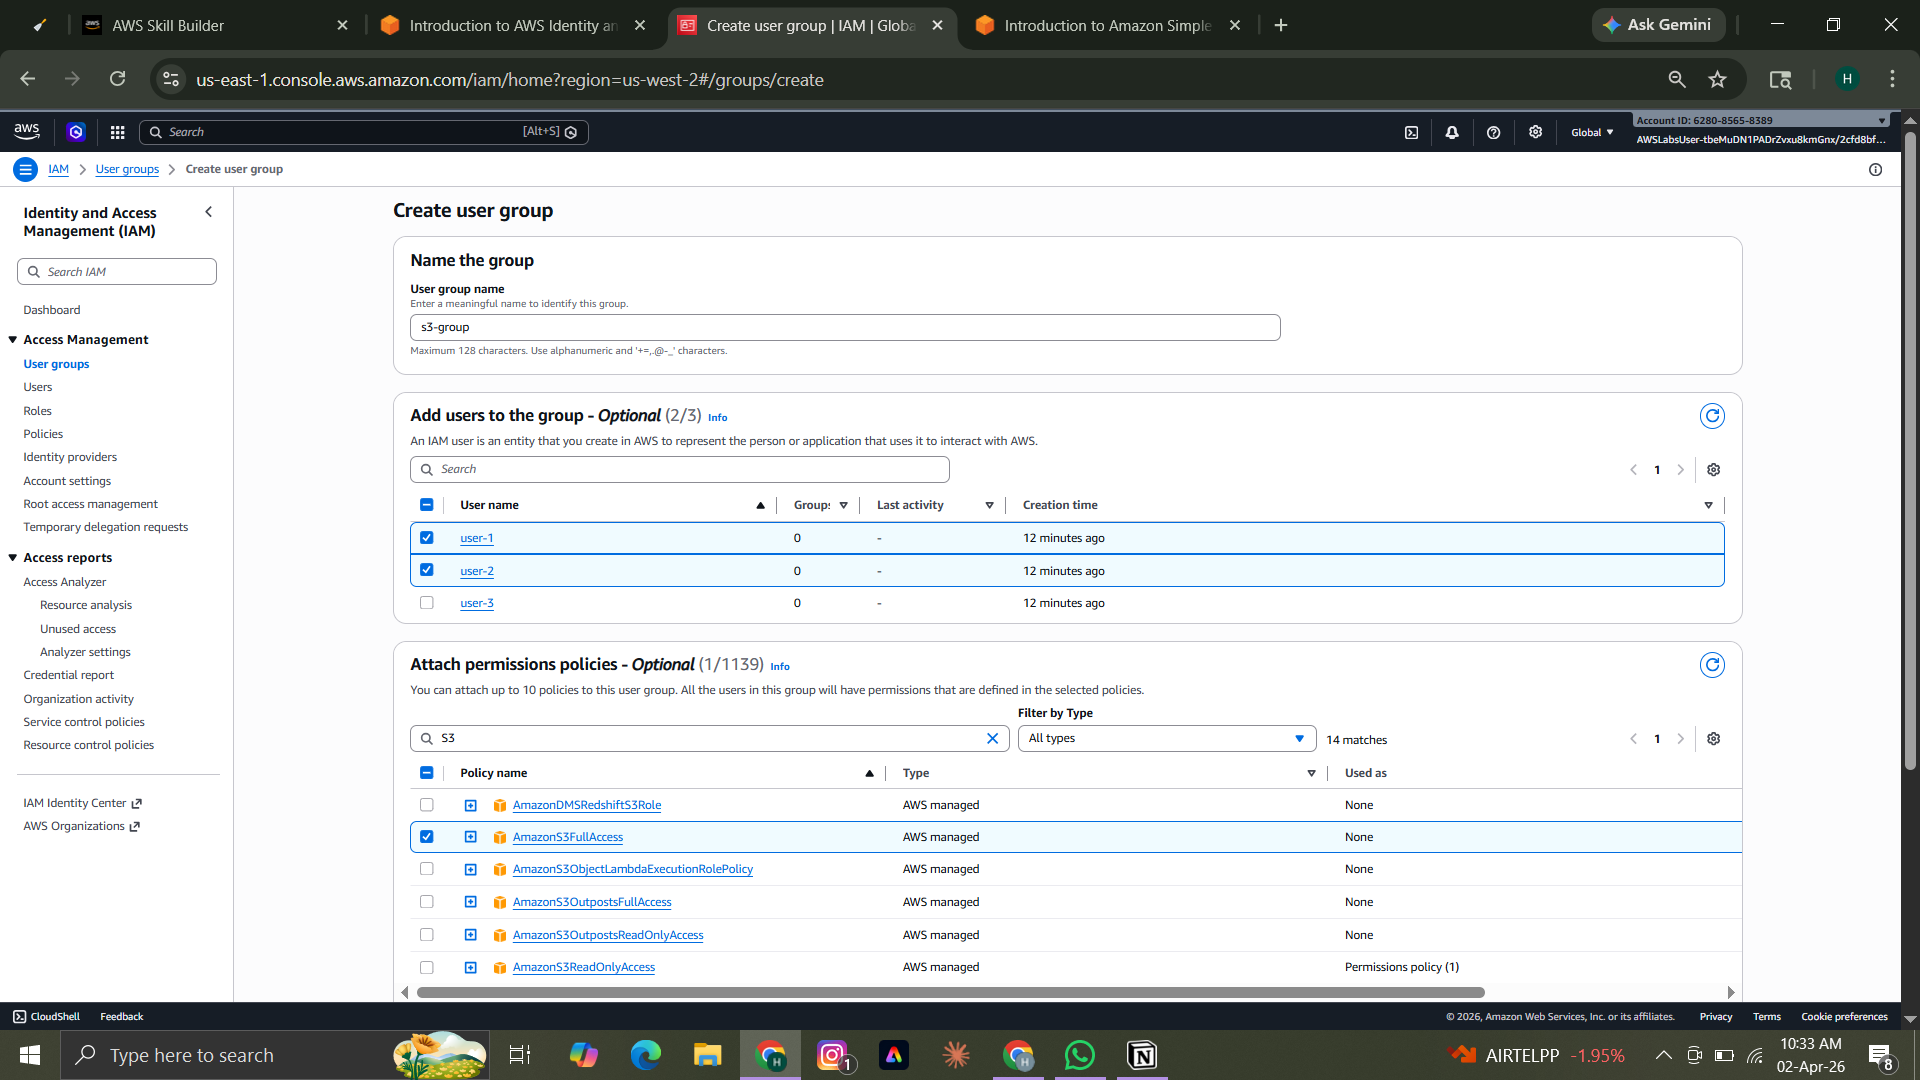 AWS Skill Builder
Introduction to AWS Identity an
Create user group | IAM | Globa
Introduction to Amazon Simple
Ask Gemini
us-east-1.console.aws.amazon.com/iam/home?region=us-west-2#/groups/create
H
aws
Search
[Alt+S]
Global
Account ID: 6280-8565-8389
AWSLabsUser-tbeMuDN1PADrZvxu8kmGnx/2cfd8bf...
IAM
User groups
Create user group
Identity and Access Management (IAM)
Search IAM
Dashboard
Access Management
User groups
Users
Roles
Policies
Identity providers
Account settings
Root access management
Temporary delegation requests
Access reports
Access Analyzer
Resource analysis
Unused access
Analyzer settings
Credential report
Organization activity
Service control policies
Resource control policies
IAM Identity Center
AWS Organizations
Create user group
Name the group
User group name
Enter a meaningful name to identify this group.
s3-group
Maximum 128 characters. Use alphanumeric and '+=,.@-_' characters.
Add users to the group - Optional (2/3) Info
An IAM user is an entity that you create in AWS to represent the person or application that uses it to interact with AWS.
Search
1
User name Groups Last activity Creation time
user-1 0 - 12 minutes ago
user-2 0 - 12 minutes ago
user-3 0 - 12 minutes ago
Attach permissions policies - Optional (1/1139) Info
You can attach up to 10 policies to this user group. All the users in this group will have permissions that are defined in the selected policies.
Filter by Type
S3
All types
14 matches
1
Policy name Type Used as
AmazonDMSRedshiftS3Role AWS managed None
AmazonS3FullAccess AWS managed None
AmazonS3ObjectLambdaExecutionRolePolicy AWS managed None
AmazonS3OutpostsFullAccess AWS managed None
AmazonS3OutpostsReadOnlyAccess AWS managed None
AmazonS3ReadOnlyAccess AWS managed Permissions policy (1)
CloudShell Feedback
© 2026, Amazon Web Services, Inc. or its affiliates. Privacy Terms Cookie preferences
Type here to search
1
AIRTELPP -1.95%
10:33 AM
02-Apr-26
8